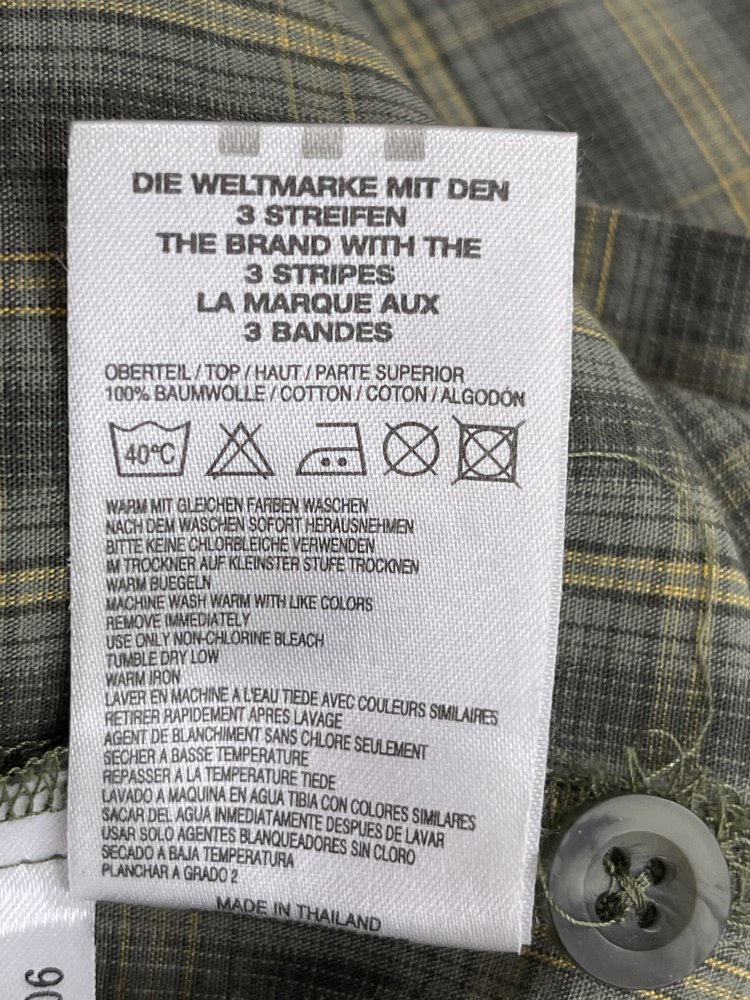 DIE WELTMARKE MIT DEN
3 STREIFEN
THE BRAND WITH THE
3 STRIPES
LA MARQUE AUX
3 BANDES
OBERTEIL / TOP / HAUT / PARTE SUPERIOR
100% BAUMWOLLE / COTTON / COTON / ALGODÓN
40°C
WARM MIT GLEICHEN FARBEN WASCHEN
NACH DEM WASCHEN SOFORT HERAUSNEHMEN
BITTE KEINE CHLORBLEICHE VERWENDEN
IM TROCKNER AUF KLEINSTER STUFE TROCKNEN
WARM BUEGELN
MACHINE WASH WARM WITH LIKE COLORS
REMOVE IMMEDIATELY
USE ONLY NON-CHLORINE BLEACH
TUMBLE DRY LOW
WARM IRON
LAVER EN MACHINE A L'EAU TIEDE AVEC COULEURS SIMILAIRES
RETIRER RAPIDEMENT APRES LAVAGE
AGENT DE BLANCHIMENT SANS CHLORE SEULEMENT
SECHER A BASSE TEMPERATURE
REPASSER A LA TEMPERATURE TIEDE
LAVADO A MAQUINA EN AGUA TIBIA CON COLORES SIMILARES
SACAR DEL AGUA INMEDIATAMENTE DESPUES DE LAVAR
USAR SOLO AGENTES BLANQUEADORES SIN CLORO
SECADO A BAJA TEMPERATURA
PLANCHAR A GRADO 2
MADE IN THAILAND
06